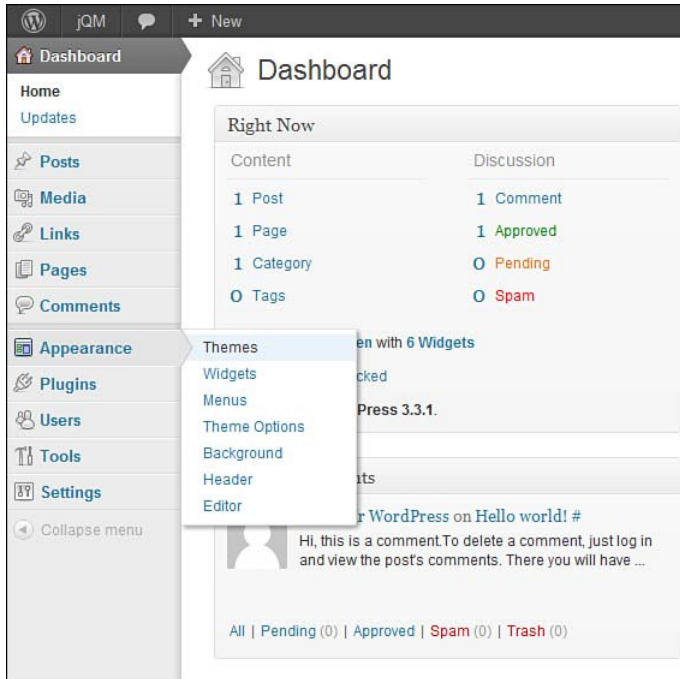 jQM
+ New
Dashboard
Home
Updates
Posts
Media
Links
Pages
Comments
Appearance
Plugins
Users
Tools
Settings
Collapse menu
Themes
Widgets
Menus
Theme Options
Background
Header
Editor
Dashboard
Right Now
Content Discussion
1 Post 1 Comment
1 Page 1 Approved
1 Category 0 Pending
0 Tags 0 Spam
en with 6 Widgets
cked
Press 3.3.1.
nts
r WordPress on Hello world! #
Hi, this is a comment.To delete a comment, just log in
and view the post's comments. There you will have ...
All | Pending (0) | Approved | Spam (0) | Trash (0)